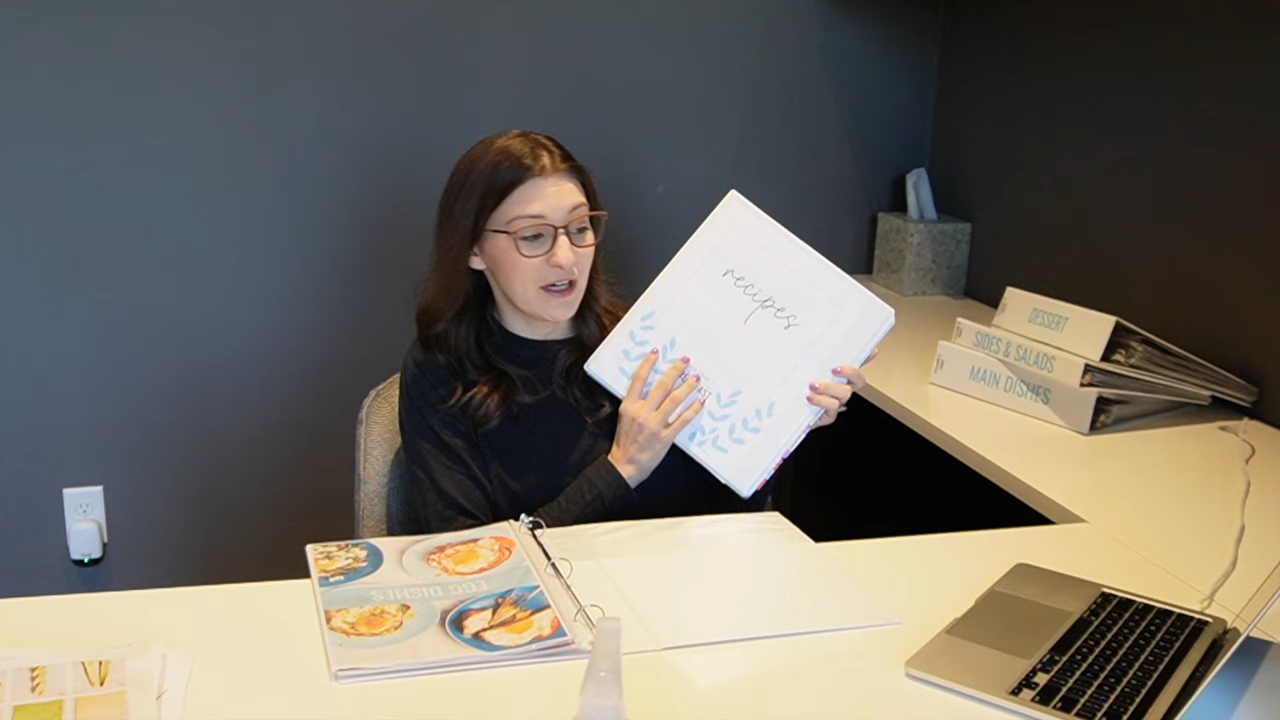 recipes
DESSERT
SIDES & SALADS
MAIN DISHES
EGG DISHES